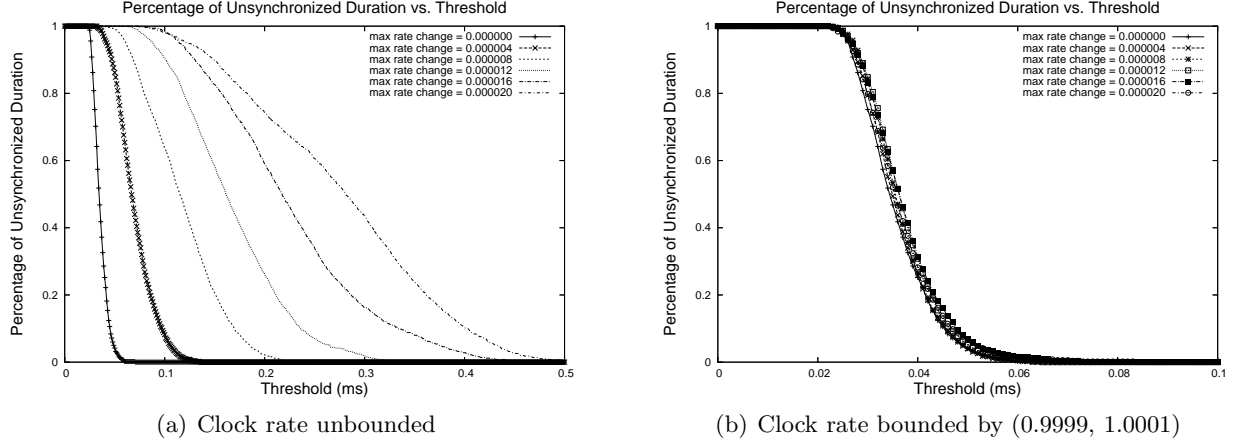 Percentage of Unsynchronized Duration vs. Threshold
1
0.8
0.6
0.4
0.2
0
Percentage of Unsynchronized Duration
max rate change = 0.000000
max rate change = 0.000004
max rate change = 0.000008
max rate change = 0.000012
max rate change = 0.000016
max rate change = 0.000020
0 0.1 0.2 0.3 0.4 0.5
Threshold (ms)
(a) Clock rate unbounded
Percentage of Unsynchronized Duration vs. Threshold
1
0.8
0.6
0.4
0.2
0
Percentage of Unsynchronized Duration
max rate change = 0.000000
max rate change = 0.000004
max rate change = 0.000008
max rate change = 0.000012
max rate change = 0.000016
max rate change = 0.000020
0 0.02 0.04 0.06 0.08 0.1
Threshold (ms)
(b) Clock rate bounded by (0.9999, 1.0001)